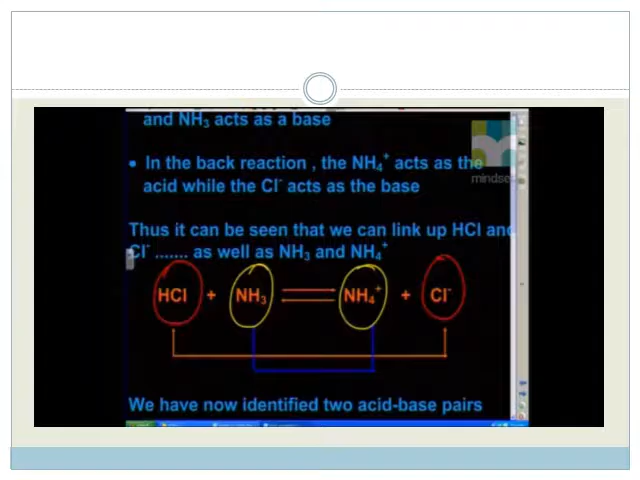 and NH₃ acts as a base
• In the back reaction , the NH₄⁺ acts as the
acid while the Cl⁻ acts as the base
mindse
Thus it can be seen that we can link up HCl and
Cl⁻ ....... as well as NH₃ and NH₄⁺
HCl + NH₃ ⇌ NH₄⁺ + Cl⁻
We have now identified two acid-base pairs